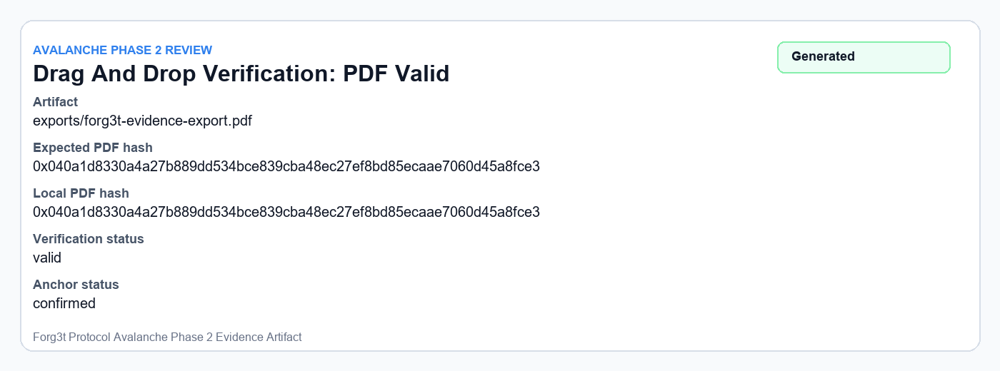 AVALANCHE PHASE 2 REVIEW
Generated
Drag And Drop Verification: PDF Valid
Artifact
exports/forg3t-evidence-export.pdf
Expected PDF hash
0x040a1d8330a4a27b889dd534bce839cba48ec27ef8bd85ecaae7060d45a8fce3
Local PDF hash
0x040a1d8330a4a27b889dd534bce839cba48ec27ef8bd85ecaae7060d45a8fce3
Verification status
valid
Anchor status
confirmed
Forg3t Protocol Avalanche Phase 2 Evidence Artifact